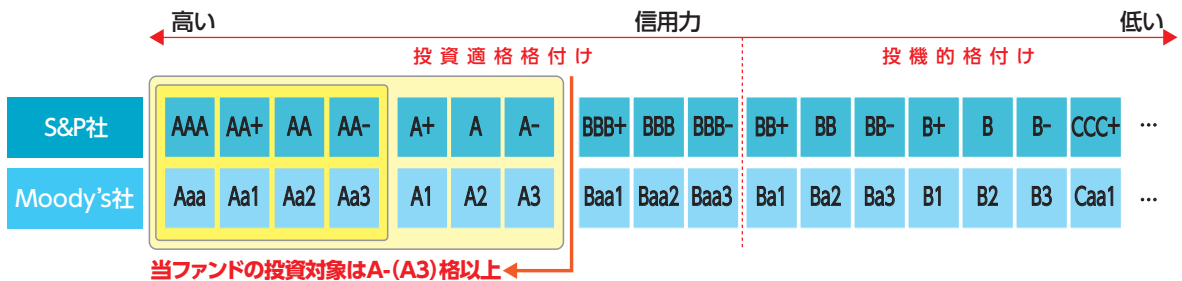 高い 信用力 低い
投資適格格付け 投機的格付け
S&P社 AAA AA+ AA AA- A+ A A- BBB+ BBB BBB- BB+ BB BB- B+ B B- CCC+ …
Moody's社 Aaa Aa1 Aa2 Aa3 A1 A2 A3 Baa1 Baa2 Baa3 Ba1 Ba2 Ba3 B1 B2 B3 Caa1 …
当ファンドの投資対象はA-(A3)格以上